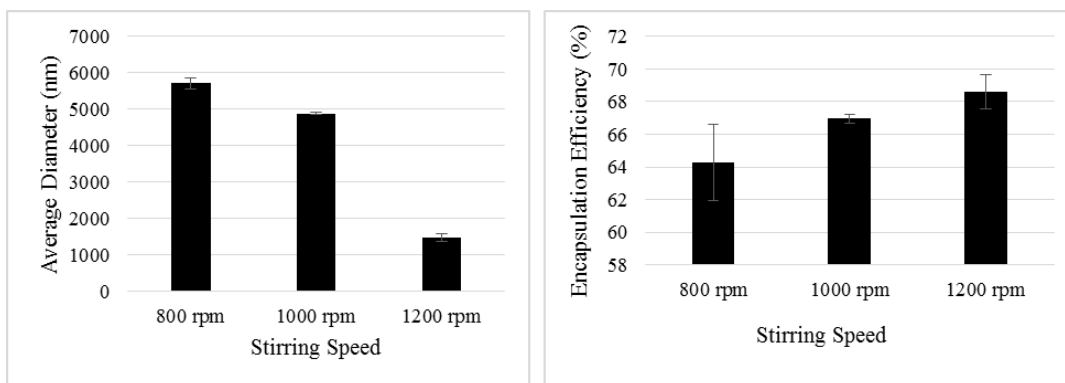 Average Diameter (nm)
7000
6000
5000
4000
3000
2000
1000
0
800 rpm 1000 rpm 1200 rpm
Stirring Speed
Encapsulation Efficiency (%)
72
70
68
66
64
62
60
58
800 rpm 1000 rpm 1200 rpm
Stirring Speed